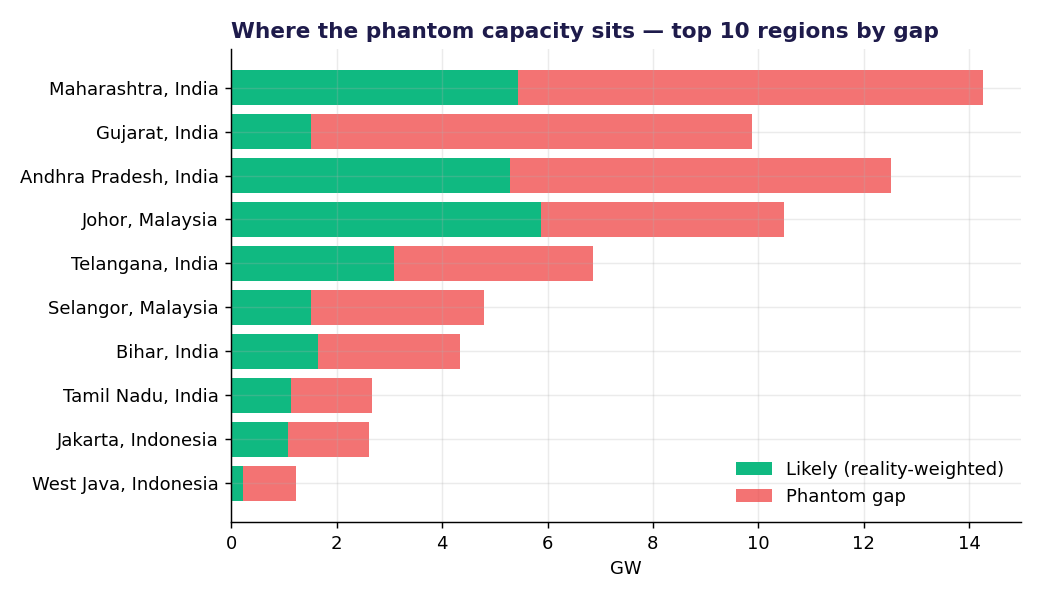 Where the phantom capacity sits — top 10 regions by gap
Maharashtra, India
Gujarat, India
Andhra Pradesh, India
Johor, Malaysia
Telangana, India
Selangor, Malaysia
Bihar, India
Tamil Nadu, India
Jakarta, Indonesia
West Java, Indonesia
Likely (reality-weighted)
Phantom gap
0 2 4 6 8 10 12 14
GW